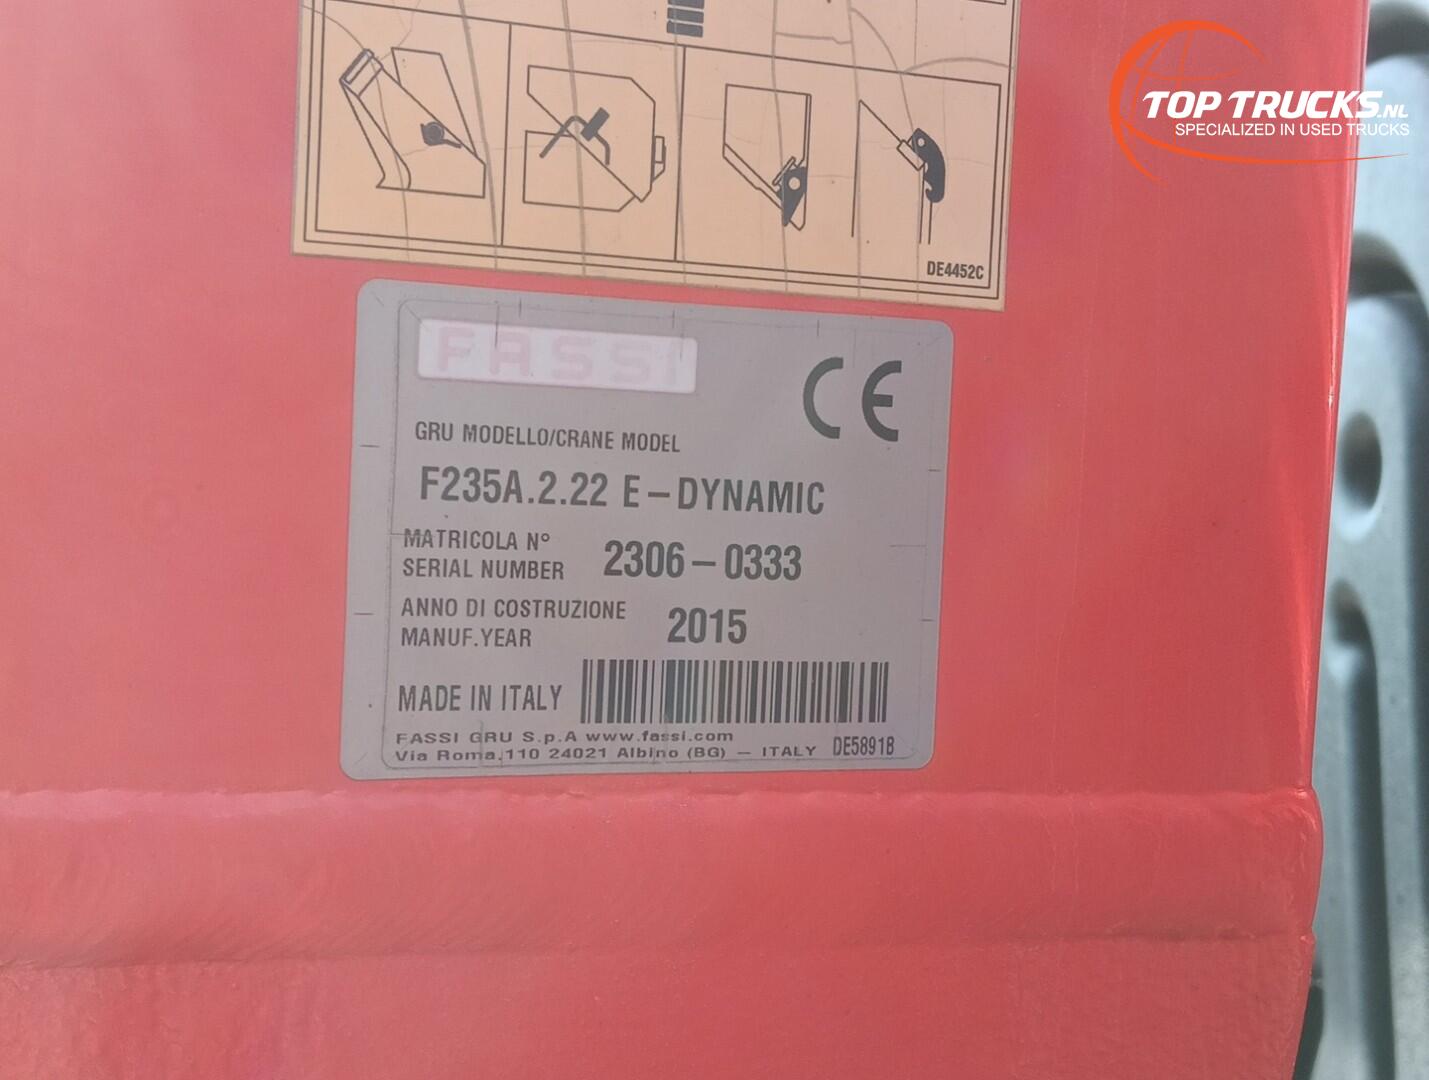 TOP TRUCKS.NL
SPECIALIZED IN USED TRUCKS
DE4452C
FASSI
CE
GRU MODELLO/CRANE MODEL
F235A.2.22 E-DYNAMIC
MATRICOLA N°
SERIAL NUMBER 2306-0333
ANNO DI COSTRUZIONE
MANUF.YEAR 2015
MADE IN ITALY
FASSI GRU S.p.A www.fassi.com
Via Roma,110 24021 Albino (BG) - ITALY DE5891B